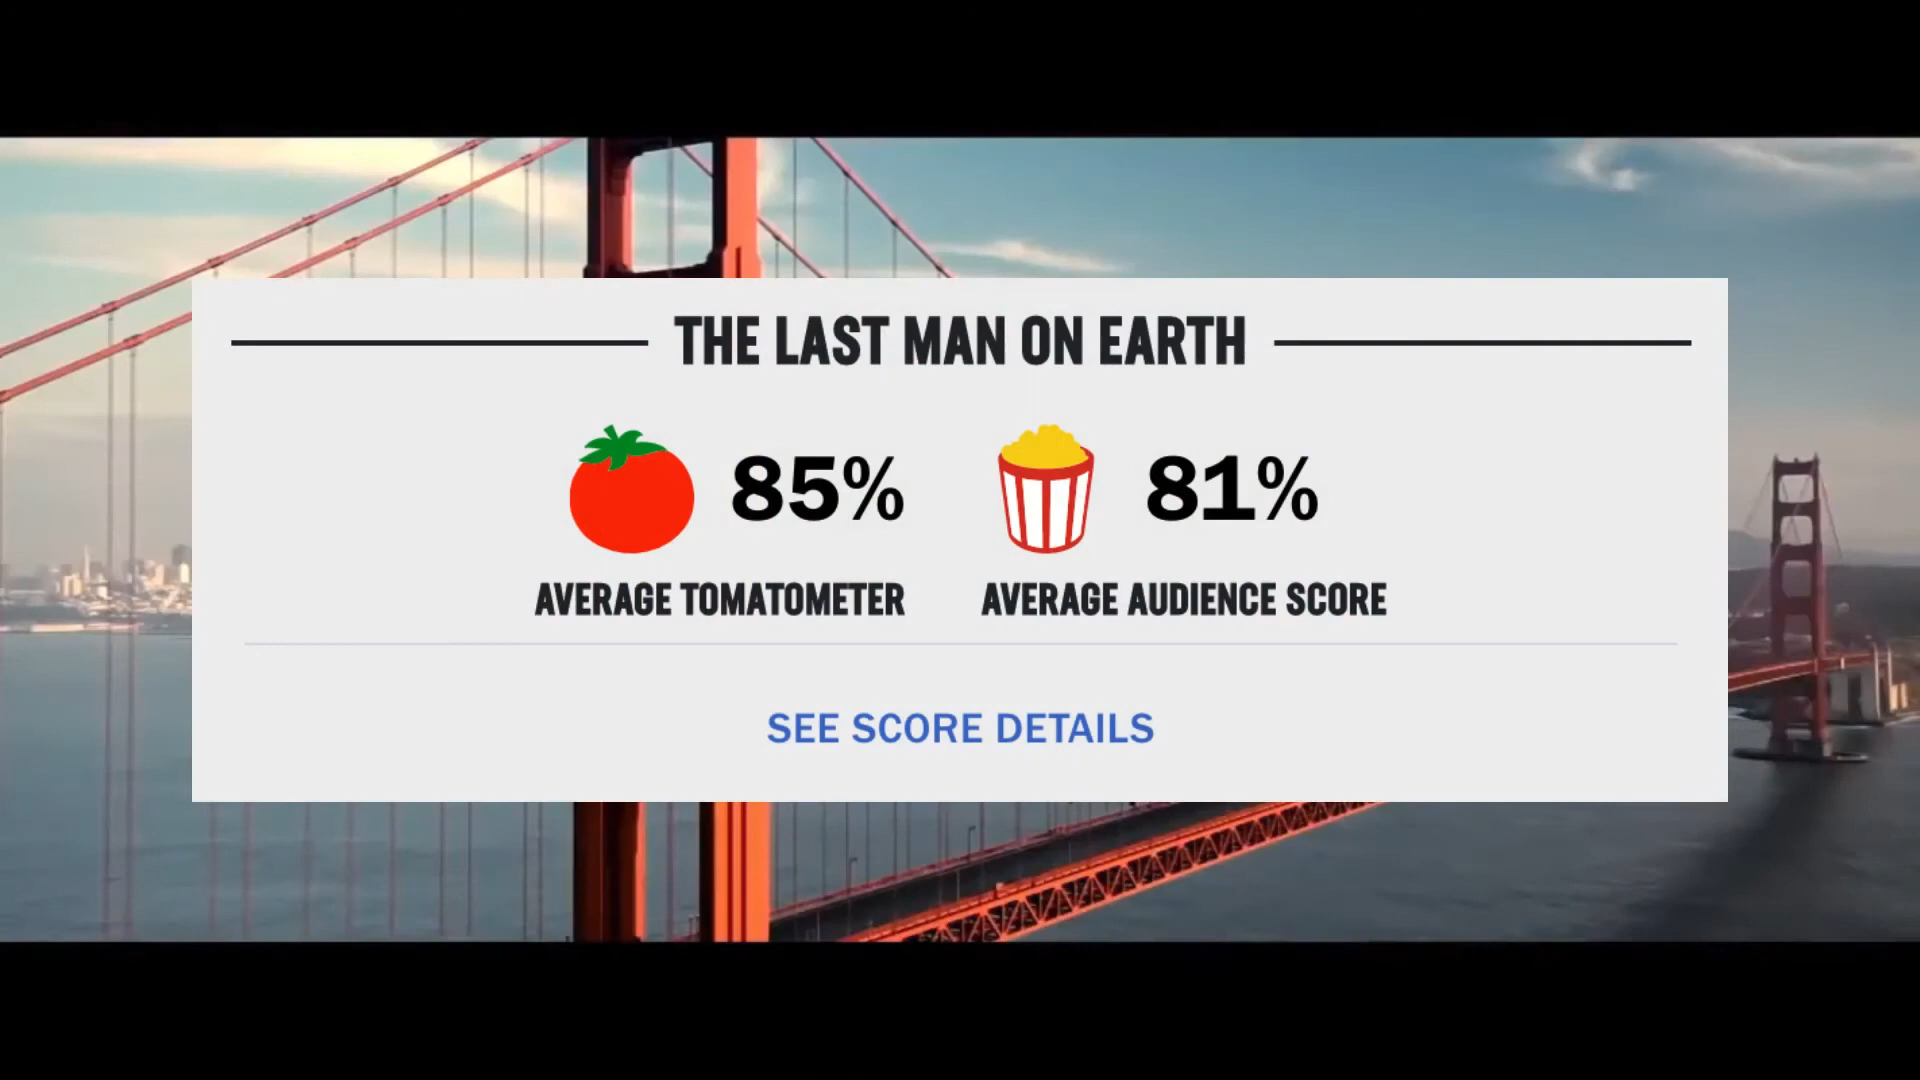 THE LAST MAN ON EARTH
85% 81%
AVERAGE TOMATOMETER AVERAGE AUDIENCE SCORE
SEE SCORE DETAILS